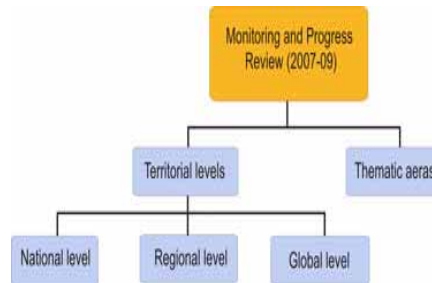 Monitoring and Progress
Review (2007-09)
Territorial levels
Thematic aeras
National level
Regional level
Global level